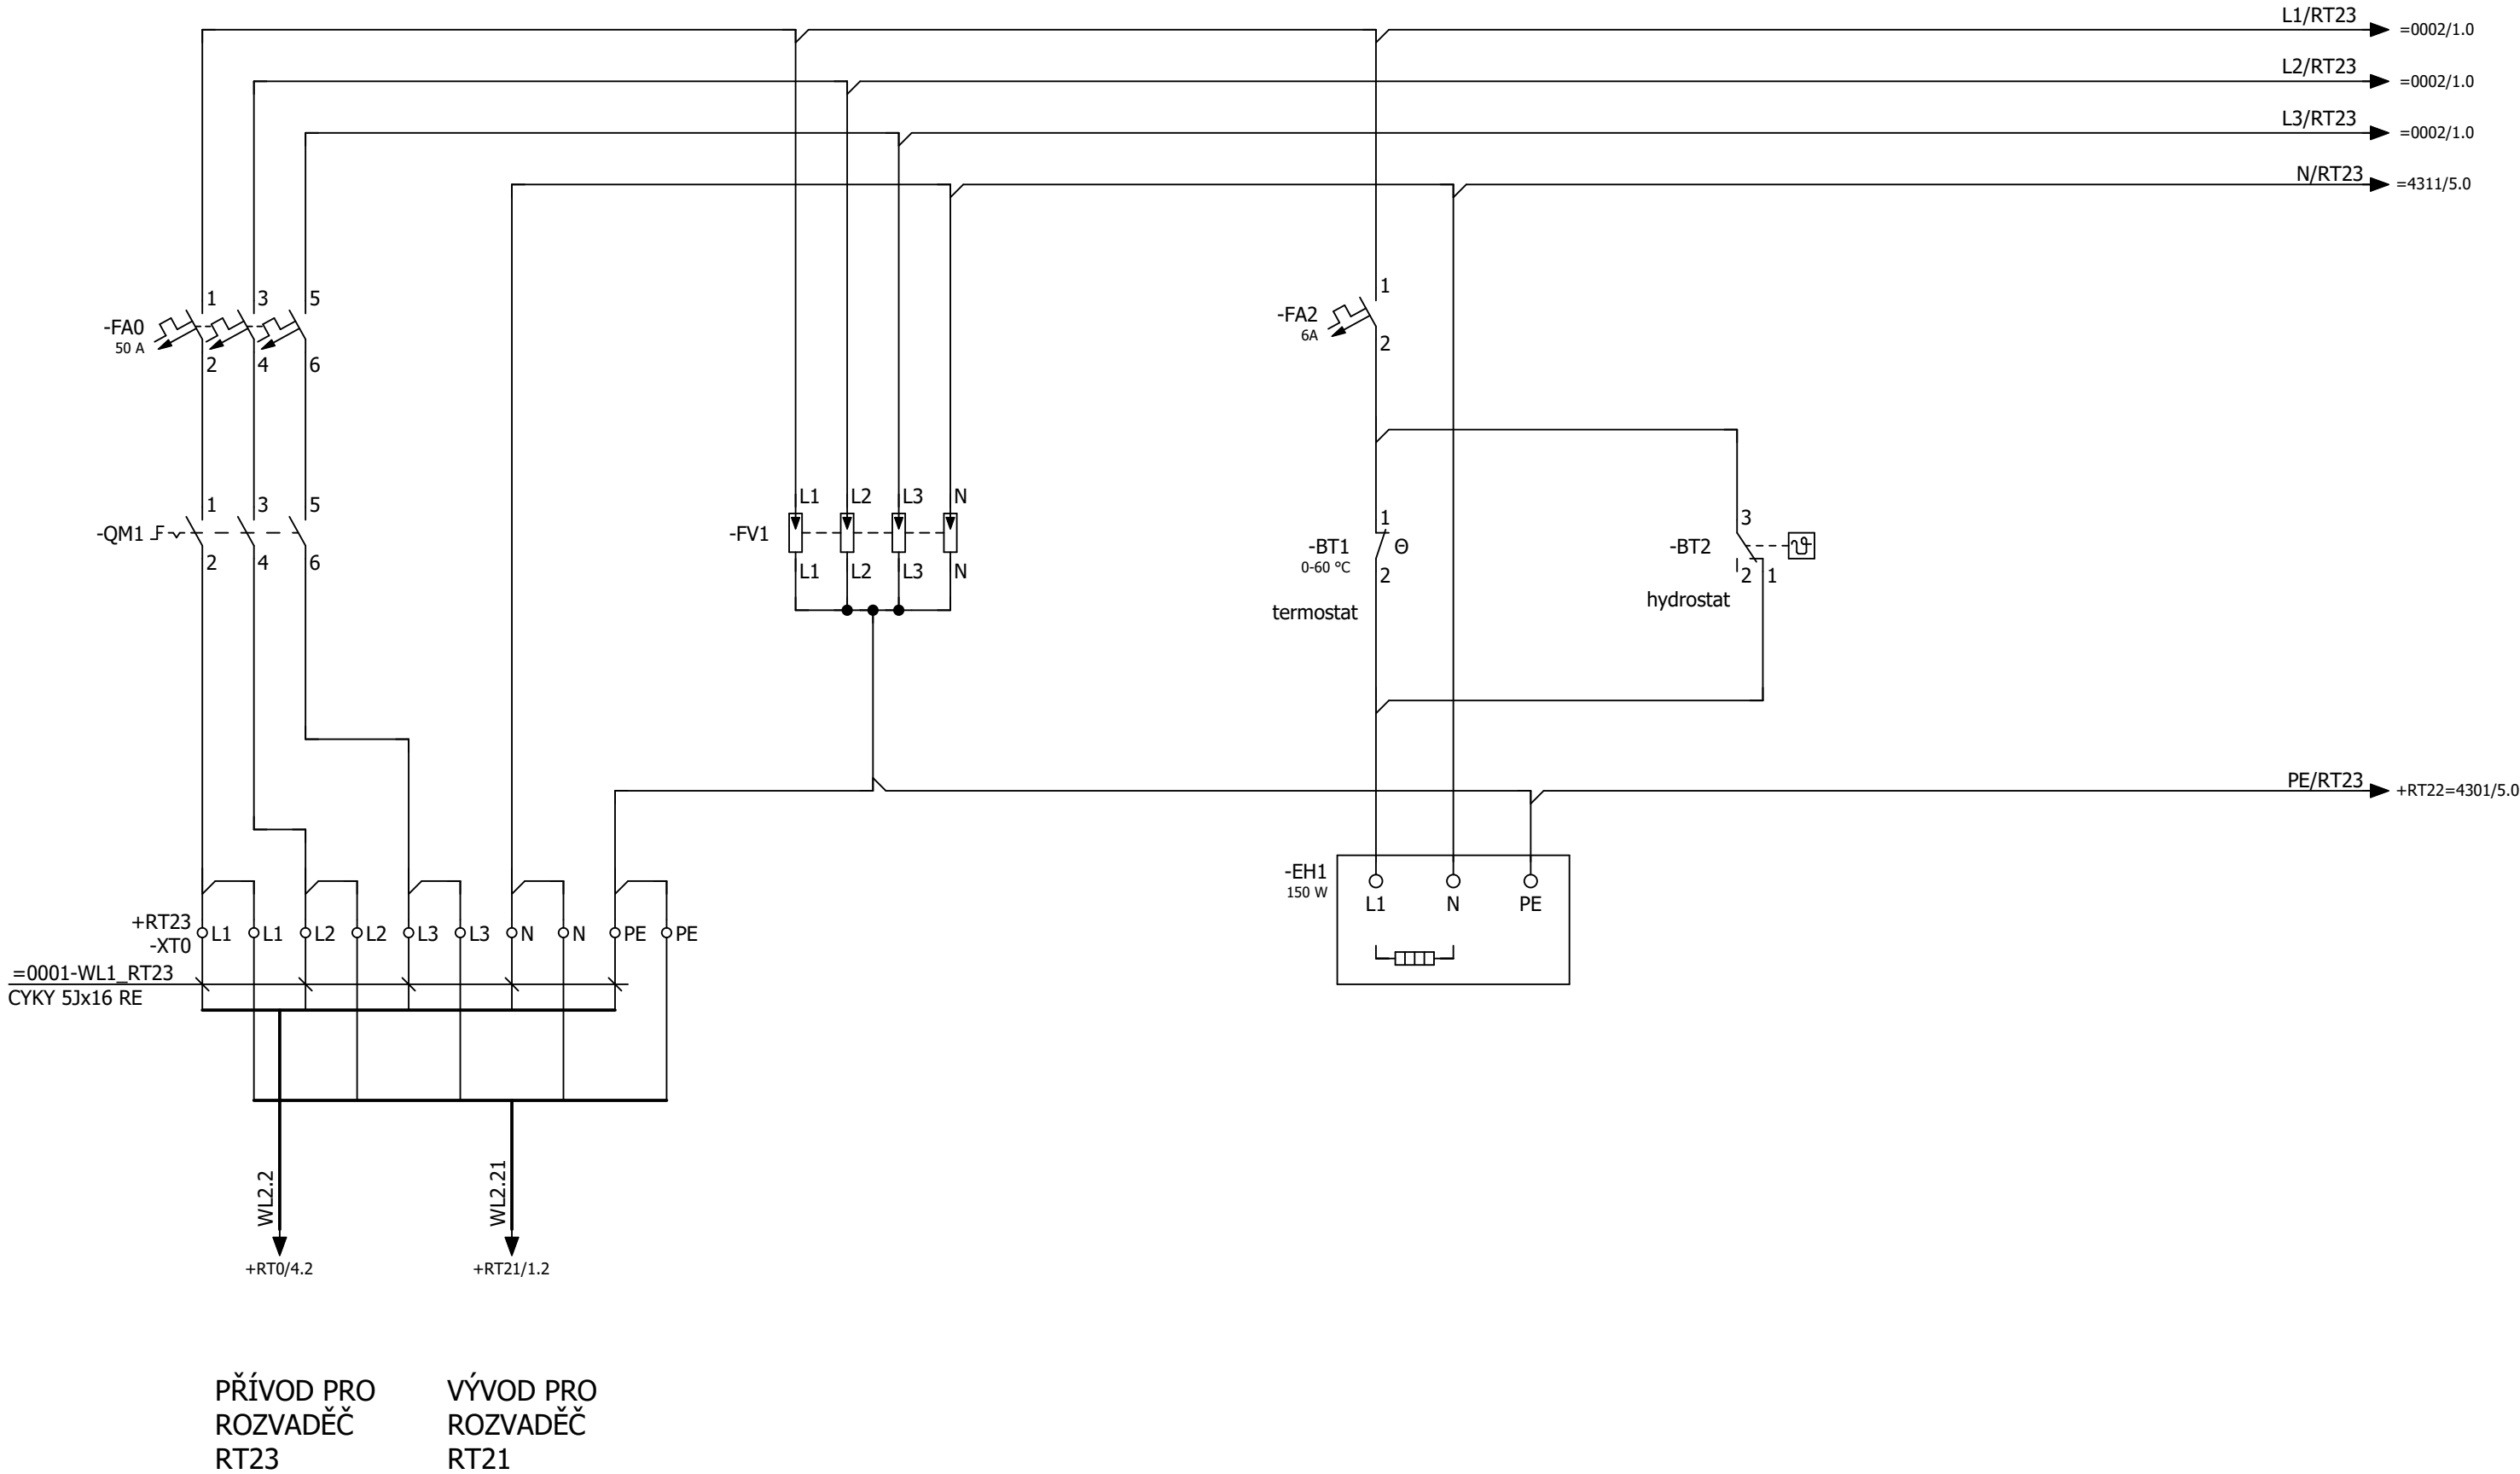 L1/RT23
=0002/1.0
L2/RT23
=0002/1.0
L3/RT23
=0002/1.0
N/RT23
=4311/5.0
1 3 5
-FA0
50 A
2 4 6
1
-FA2
6A
2
1 3 5
-QM1
2 4 6
L1 L2 L3 N
-FV1
L1 L2 L3 N
1
-BT1 Θ
0-60 °C
2
termostat
3
-BT2 ϑ
2 1
hydrostat
PE/RT23
+RT22=4301/5.0
-EH1
150 W
L1 N PE
+RT23
-XT0
L1 L1 L2 L2 L3 L3 N N PE PE
=0001-WL1_RT23
CYKY 5Jx16 RE
WL2.2
WL2.21
+RT0/4.2
+RT21/1.2
PŘÍVOD PRO
ROZVADĚČ
RT23
VÝVOD PRO
ROZVADĚČ
RT21